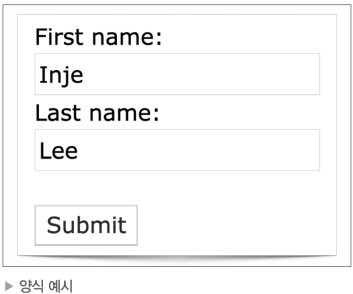 First name:
Inje
Last name:
Lee
Submit
▶ 양식 예시